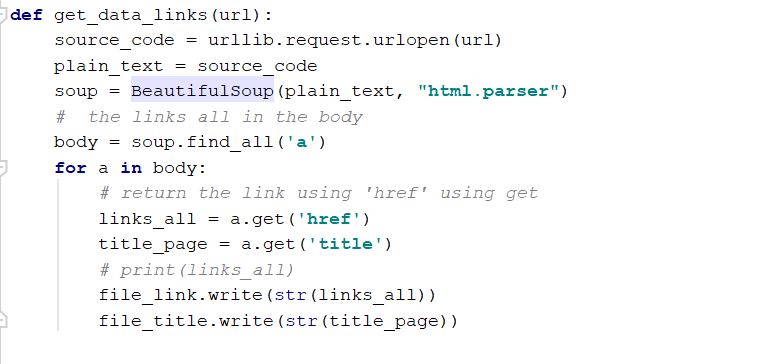 def get_data_links(url):
    source_code = urllib.request.urlopen(url)
    plain_text = source_code
    soup = BeautifulSoup(plain_text, "html.parser")
    #  the links all in the body
    body = soup.find_all('a')
    for a in body:
        # return the link using 'href' using get
        links_all = a.get('href')
        title_page = a.get('title')
        # print(links_all)
        file_link.write(str(links_all))
        file_title.write(str(title_page))